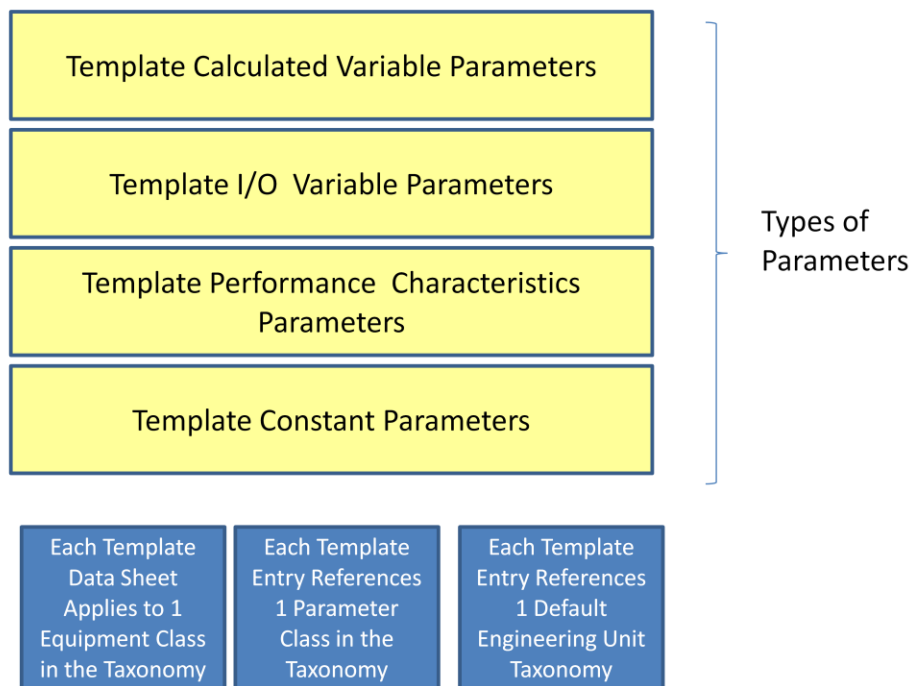 Template Calculated Variable Parameters
Template I/O  Variable Parameters
Template Performance  Characteristics
Parameters
Template Constant Parameters
Types of
Parameters
Each Template
Data Sheet
Applies to 1
Equipment Class
in the Taxonomy
Each Template
Entry References
1 Parameter
Class in the
Taxonomy
Each Template
Entry References
1 Default
Engineering Unit
Taxonomy